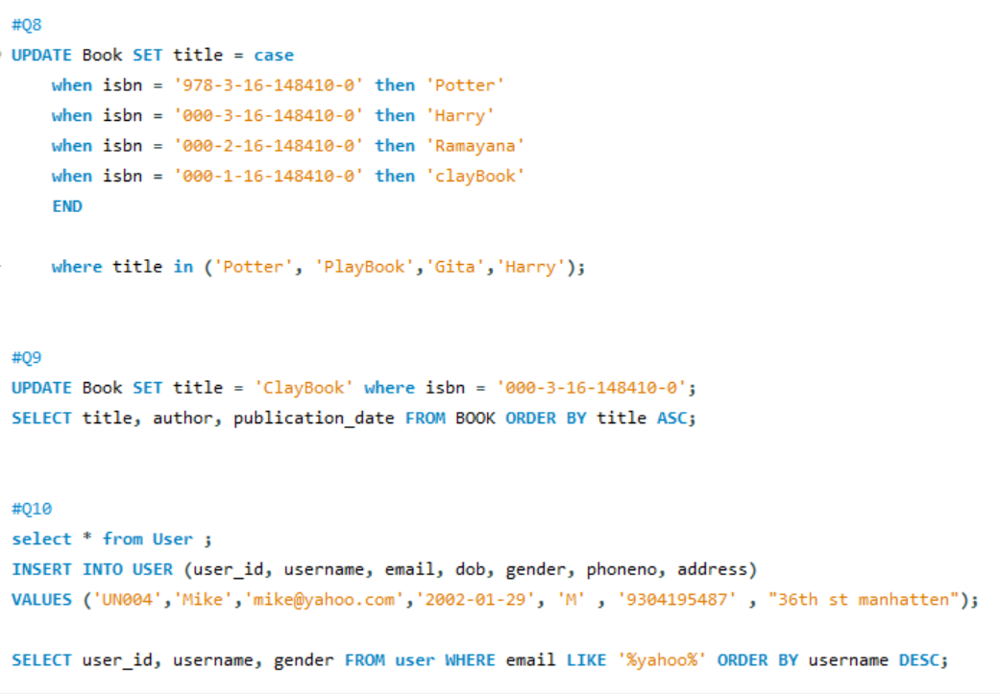 #Q8
UPDATE Book SET title = case
when isbn = '978-3-16-148410-0' then 'Potter'
when isbn = '000-3-16-148410-0' then 'Harry'
when isbn = '000-2-16-148410-0' then 'Ramayana'
when isbn = '000-1-16-148410-0' then 'clayBook'
END
where title in ('Potter', 'PlayBook','Gita','Harry');
#Q9
UPDATE Book SET title = 'ClayBook' where isbn = '000-3-16-148410-0';
SELECT title, author, publication_date FROM BOOK ORDER BY title ASC;
#Q10
select * from User ;
INSERT INTO USER (user_id, username, email, dob, gender, phoneno, address)
VALUES ('UN004','Mike','mike@yahoo.com','2002-01-29', 'M' , '9304195487' , "36th st manhatten");
SELECT user_id, username, gender FROM user WHERE email LIKE '%yahoo%' ORDER BY username DESC;